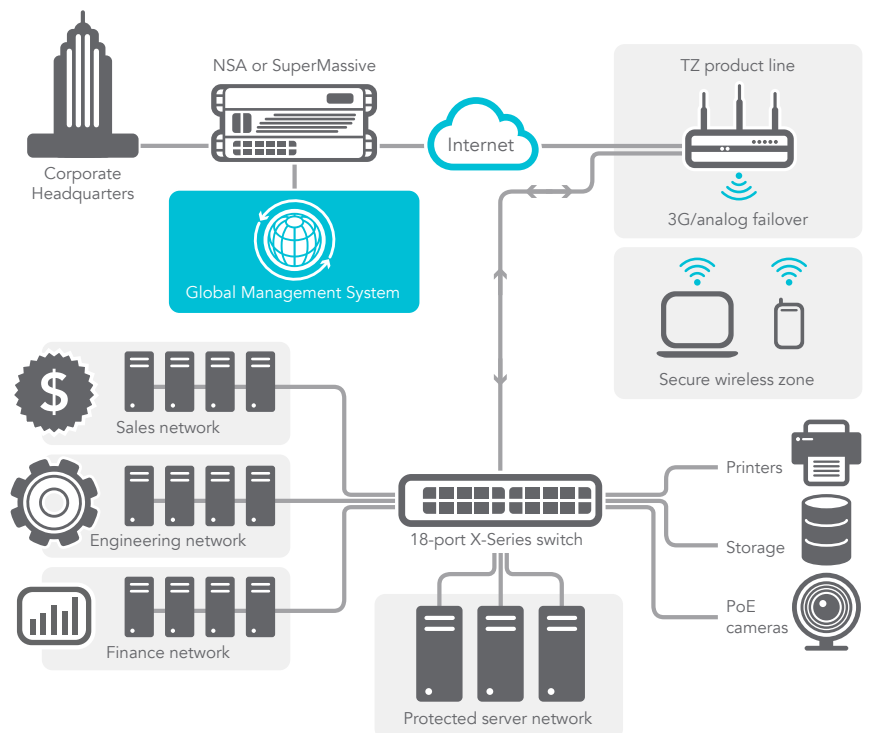 NSA or SuperMassive
TZ product line
Internet
Corporate
Headquarters
3G/analog failover
Global Management System
Secure wireless zone
$
Sales network
Printers
Engineering network
18-port X-Series switch
Storage
PoE
cameras
Finance network
Protected server network